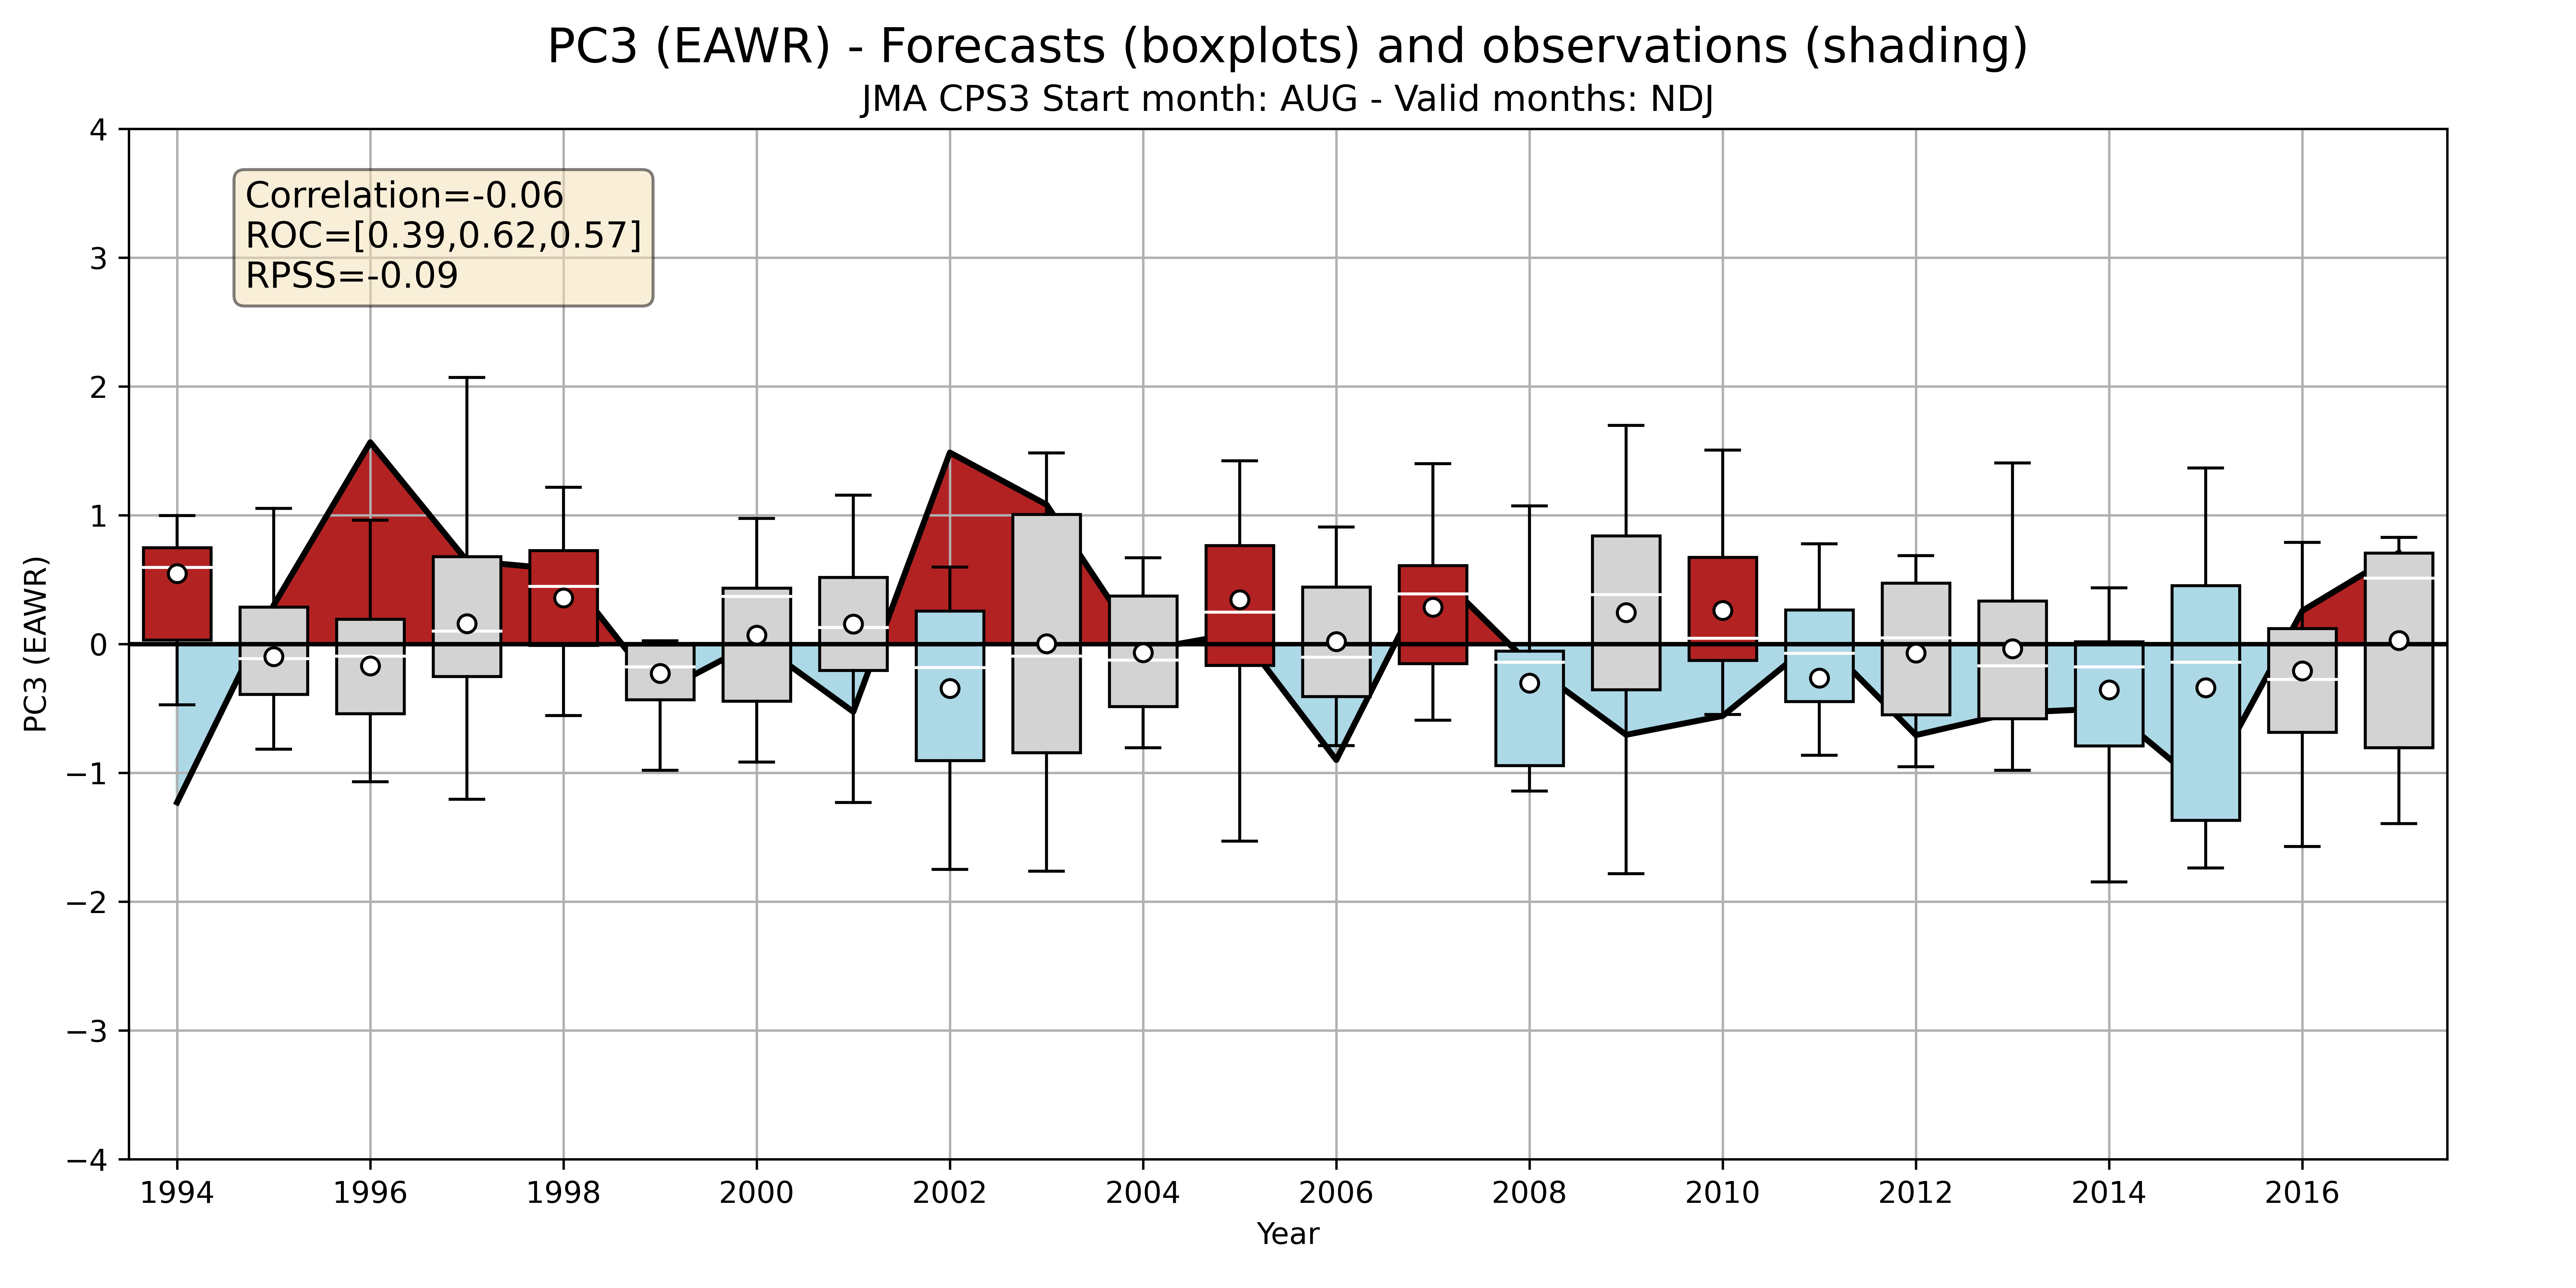 PC3 (EAWR) - Forecasts (boxplots) and observations (shading)
JMA CPS3 Start month: AUG - Valid months: NDJ
Correlation=-0.06
ROC=[0.39,0.62,0.57]
RPSS=-0.09
PC3 (EAWR)
4
3
2
1
0
−1
−2
−3
−4
1994 1996 1998 2000 2002 2004 2006 2008 2010 2012 2014 2016
Year